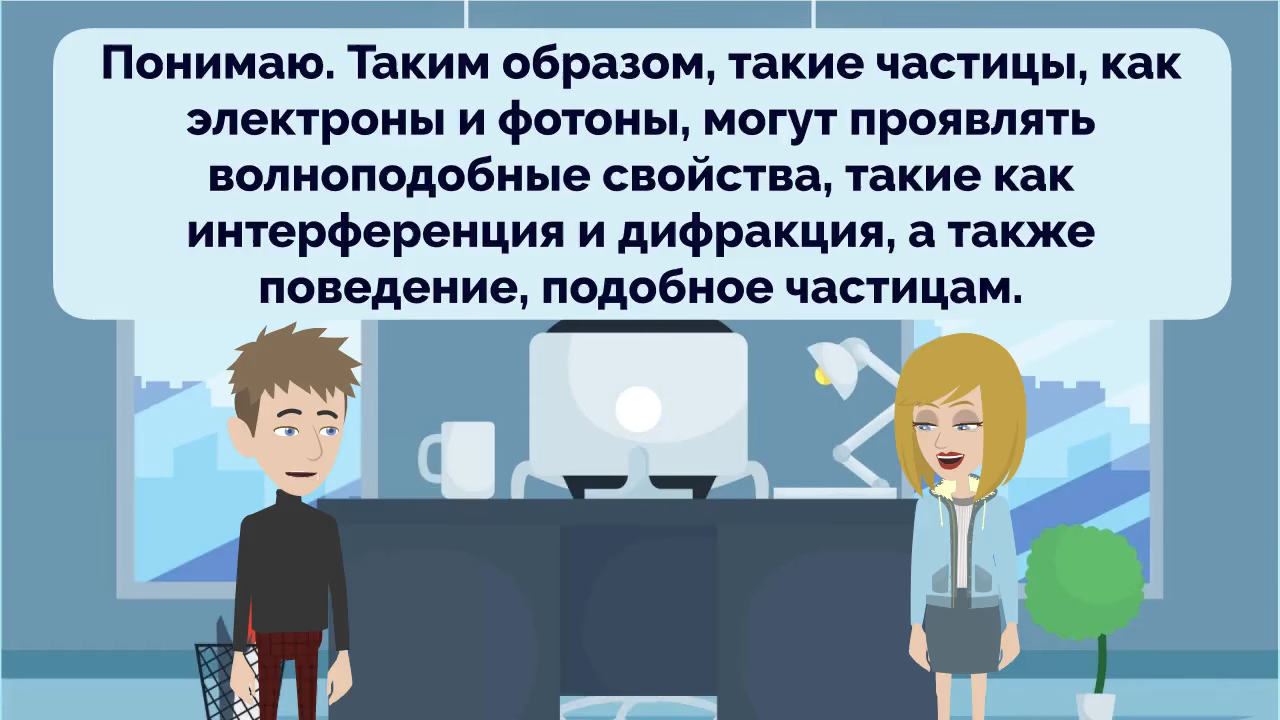 Понимаю. Таким образом, такие частицы, как
электроны и фотоны, могут проявлять
волноподобные свойства, такие как
интерференция и дифракция, а также
поведение, подобное частицам.